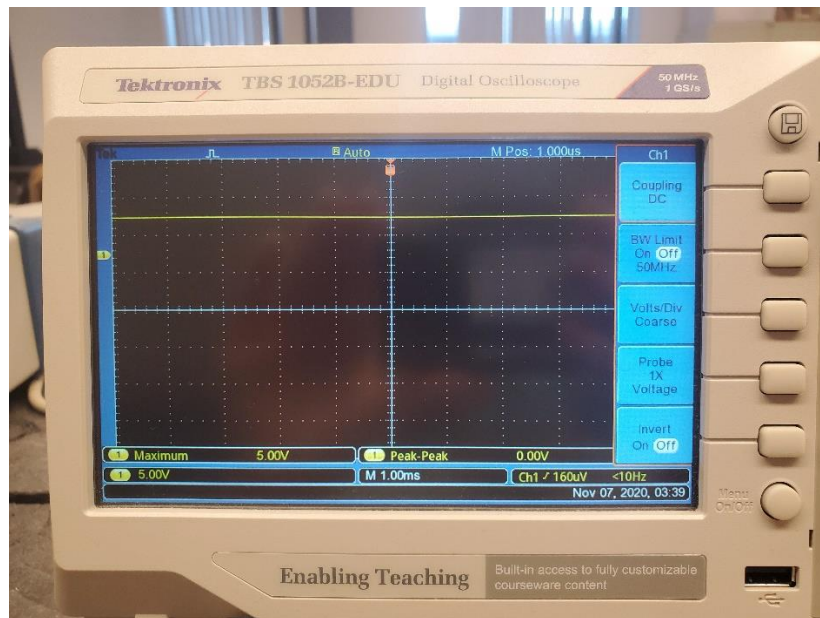 Tektronix TBS 1052B-EDU Digital Oscilloscope 50 MHz
1 GS/s
Tek Auto M Pos: 1.000us Ch1
Coupling
DC
BW Limit
On Off
50MHz
Volts/Div
Coarse
Probe
1X
Voltage
Invert
On Off
1
1 Maximum 5.00V 1 Peak-Peak 0.00V
1 5.00V M 1.00ms Ch1 160uV <10Hz
Nov 07, 2020, 03:39
Menu
On/Off
Enabling Teaching
Built-in access to fully customizable
courseware content